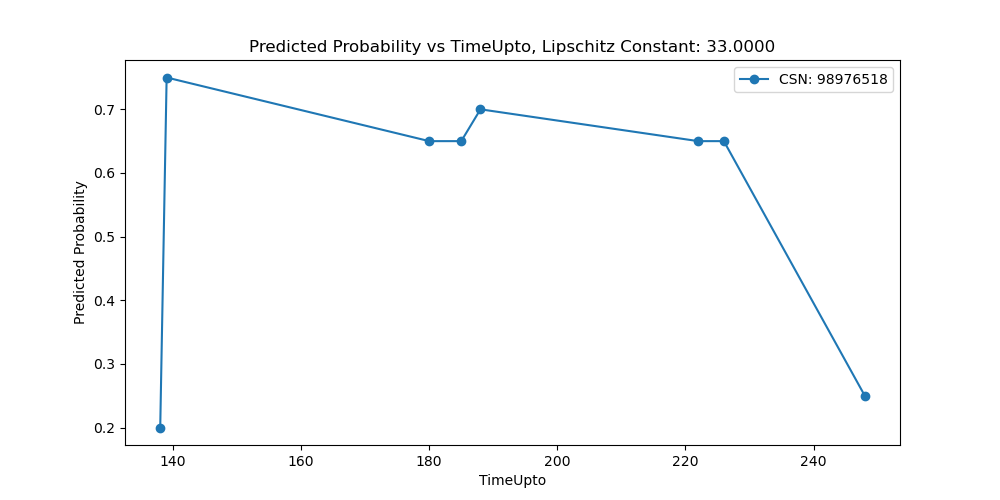 Predicted Probability vs TimeUpto, Lipschitz Constant: 33.0000
CSN: 98976518
Predicted Probability
0.7
0.6
0.5
0.4
0.3
0.2
140 160 180 200 220 240
TimeUpto